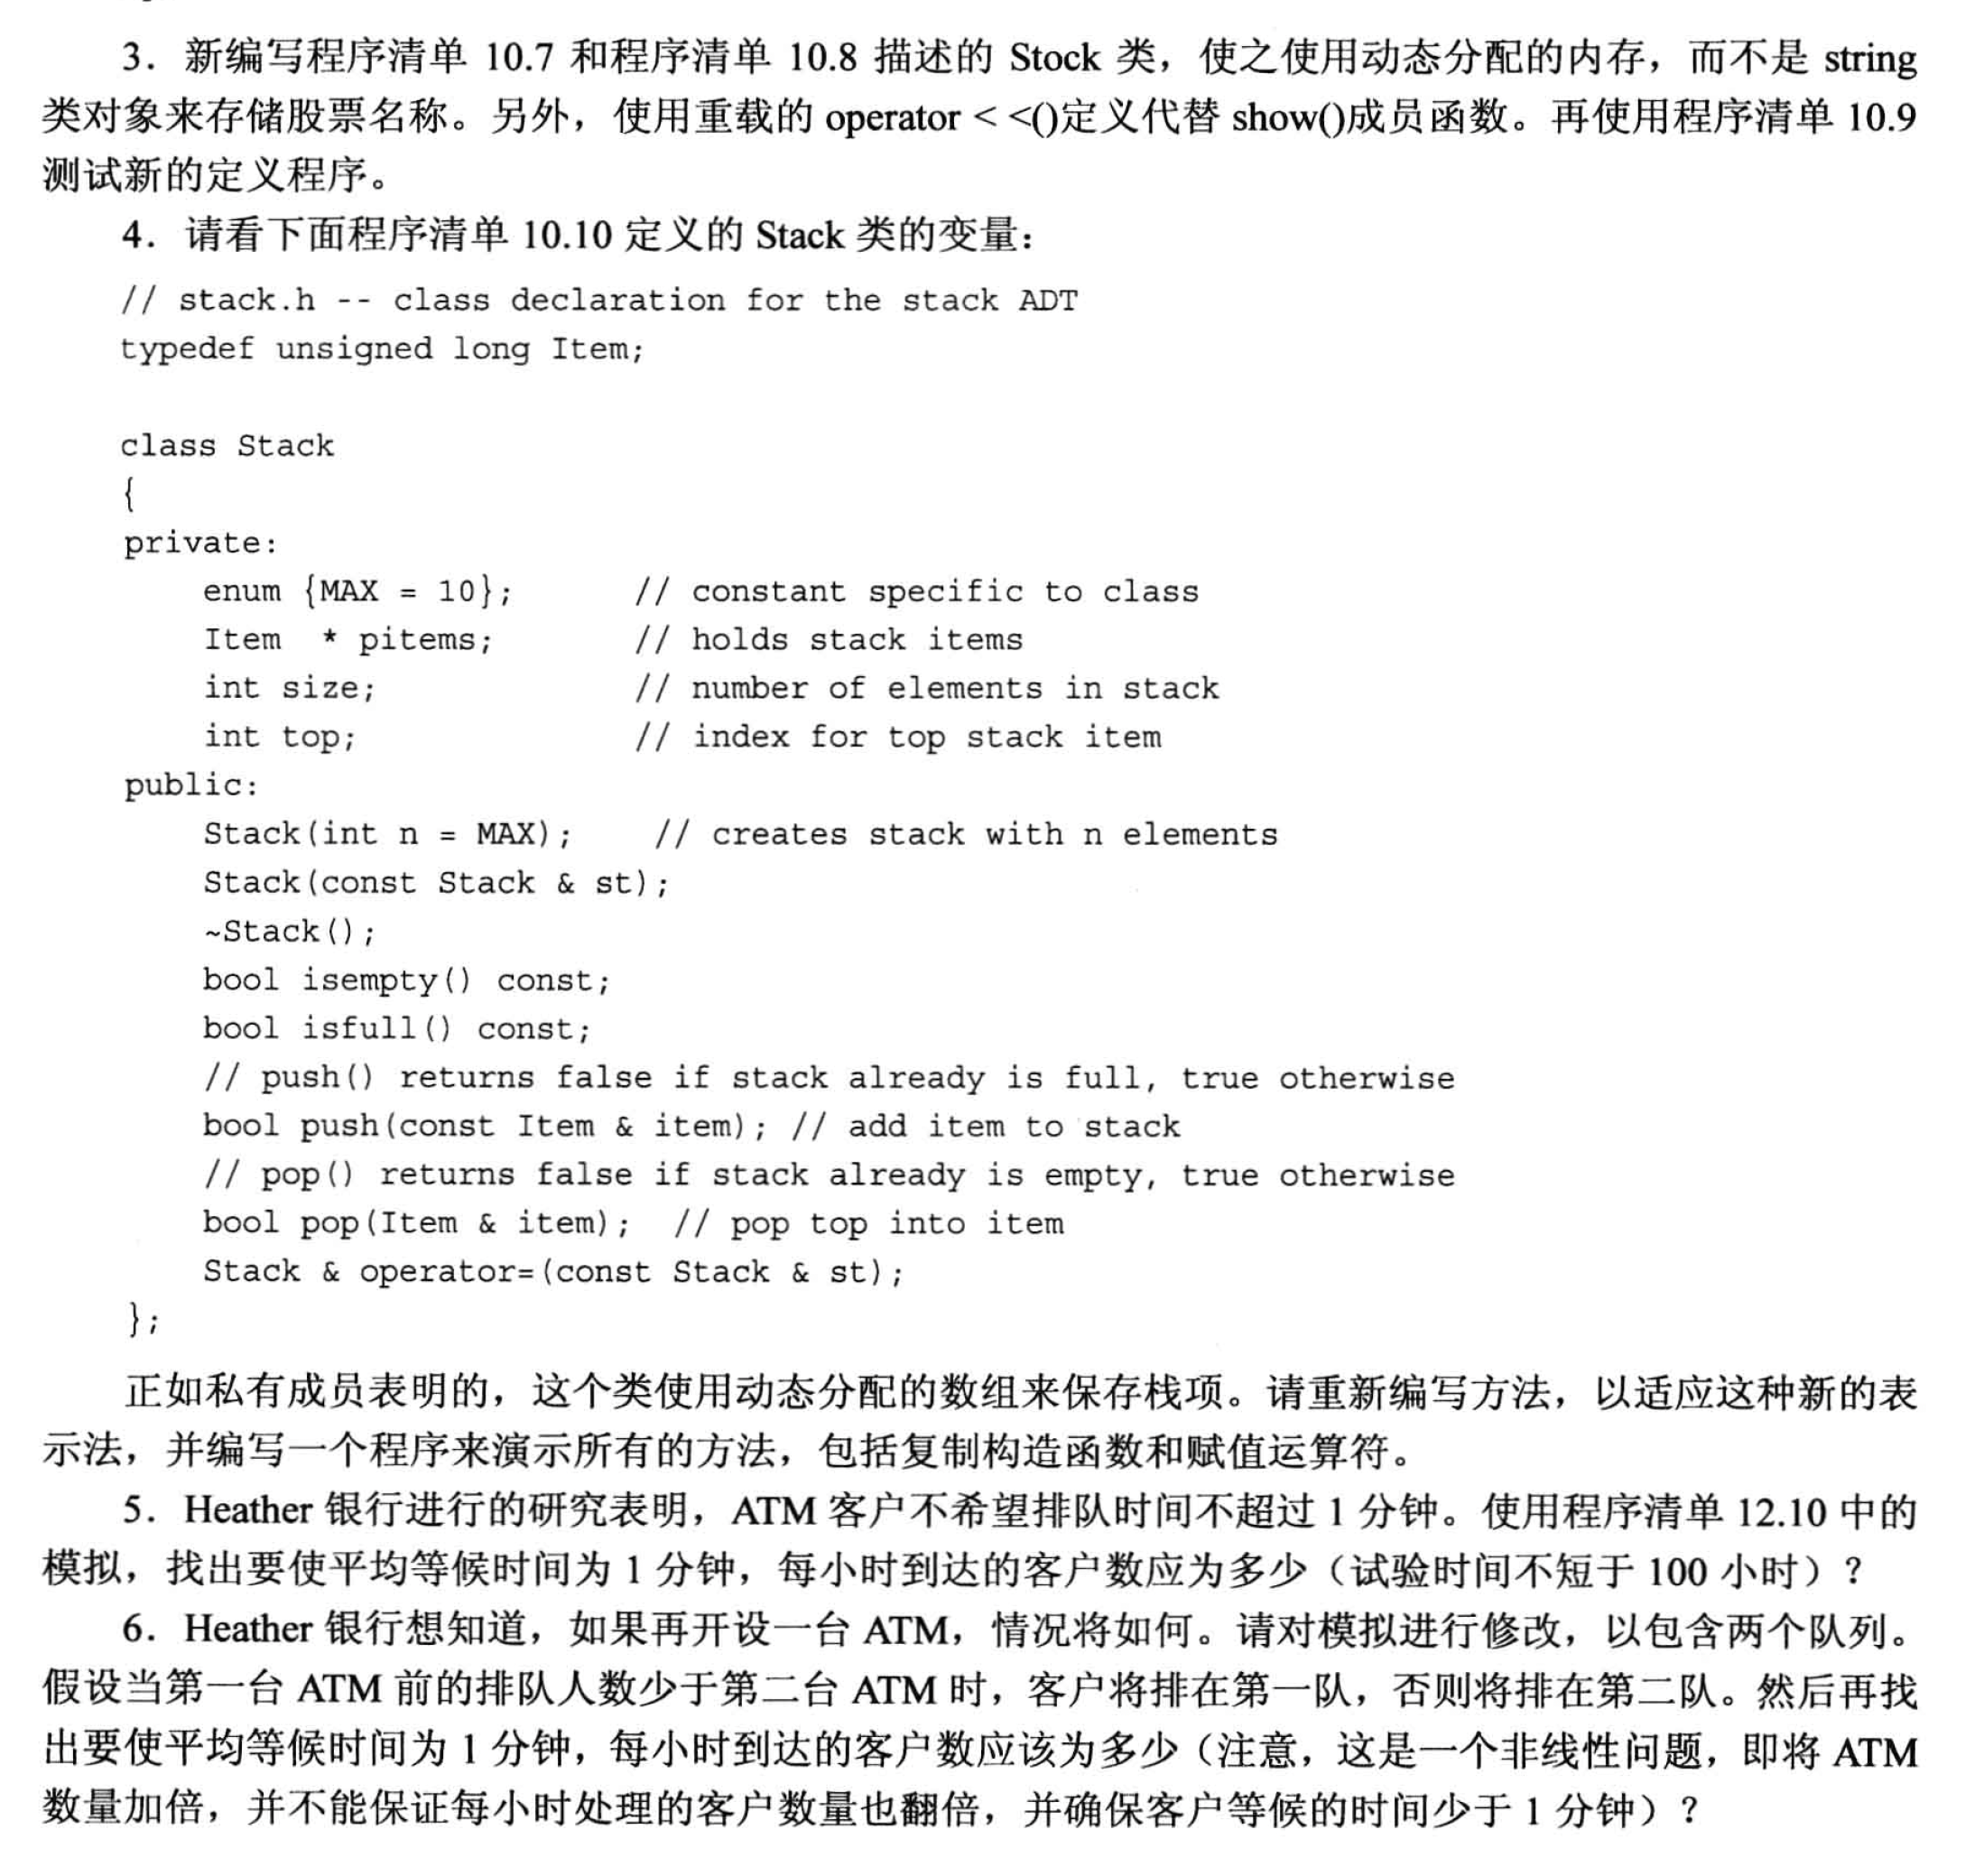 3．新编写程序清单 10.7 和程序清单 10.8 描述的 Stock 类，使之使用动态分配的内存，而不是 string
类对象来存储股票名称。另外，使用重载的 operator < <()定义代替 show()成员函数。再使用程序清单 10.9
测试新的定义程序。
4．请看下面程序清单 10.10 定义的 Stack 类的变量：
// stack.h -- class declaration for the stack ADT
typedef unsigned long Item;
class Stack
{
private:
enum {MAX = 10}; // constant specific to class
Item * pitems; // holds stack items
int size; // number of elements in stack
int top; // index for top stack item
public:
Stack(int n = MAX); // creates stack with n elements
Stack(const Stack & st);
~Stack();
bool isempty() const;
bool isfull() const;
// push() returns false if stack already is full, true otherwise
bool push(const Item & item); // add item to stack
// pop() returns false if stack already is empty, true otherwise
bool pop(Item & item); // pop top into item
Stack & operator=(const Stack & st);
};
正如私有成员表明的，这个类使用动态分配的数组来保存栈项。请重新编写方法，以适应这种新的表
示法，并编写一个程序来演示所有的方法，包括复制构造函数和赋值运算符。
5．Heather 银行进行的研究表明，ATM 客户不希望排队时间不超过 1 分钟。使用程序清单 12.10 中的
模拟，找出要使平均等候时间为 1 分钟，每小时到达的客户数应为多少（试验时间不短于 100 小时）？
6．Heather 银行想知道，如果再开设一台 ATM，情况将如何。请对模拟进行修改，以包含两个队列。
假设当第一台 ATM 前的排队人数少于第二台 ATM 时，客户将排在第一队，否则将排在第二队。然后再找
出要使平均等候时间为 1 分钟，每小时到达的客户数应该为多少（注意，这是一个非线性问题，即将 ATM
数量加倍，并不能保证每小时处理的客户数量也翻倍，并确保客户等候的时间少于 1 分钟）？